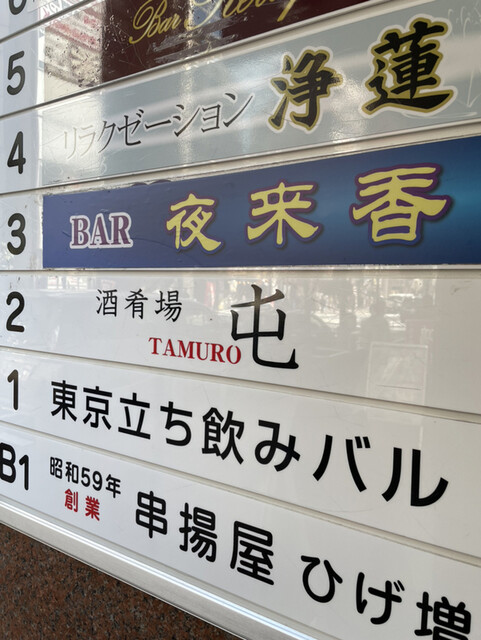 Bar
5
リラクゼーション 浄蓮
4
BAR 夜来香
3
酒肴場 屯
TAMURO
2
東京立ち飲みバル
1
昭和59年
創業
串揚屋 ひげ増
B1